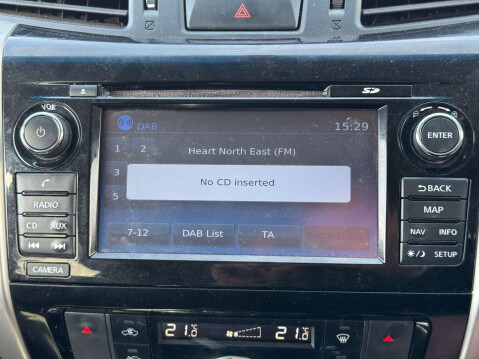 SD
VOL
DAB
15:29
1 2
Heart North East (FM)
3
No CD inserted
5
7-12
DAB List
TA
RADIO
CD
AUX
CAMERA
ENTER
BACK
MAP
NAV
INFO
SETUP
21.0
21.0